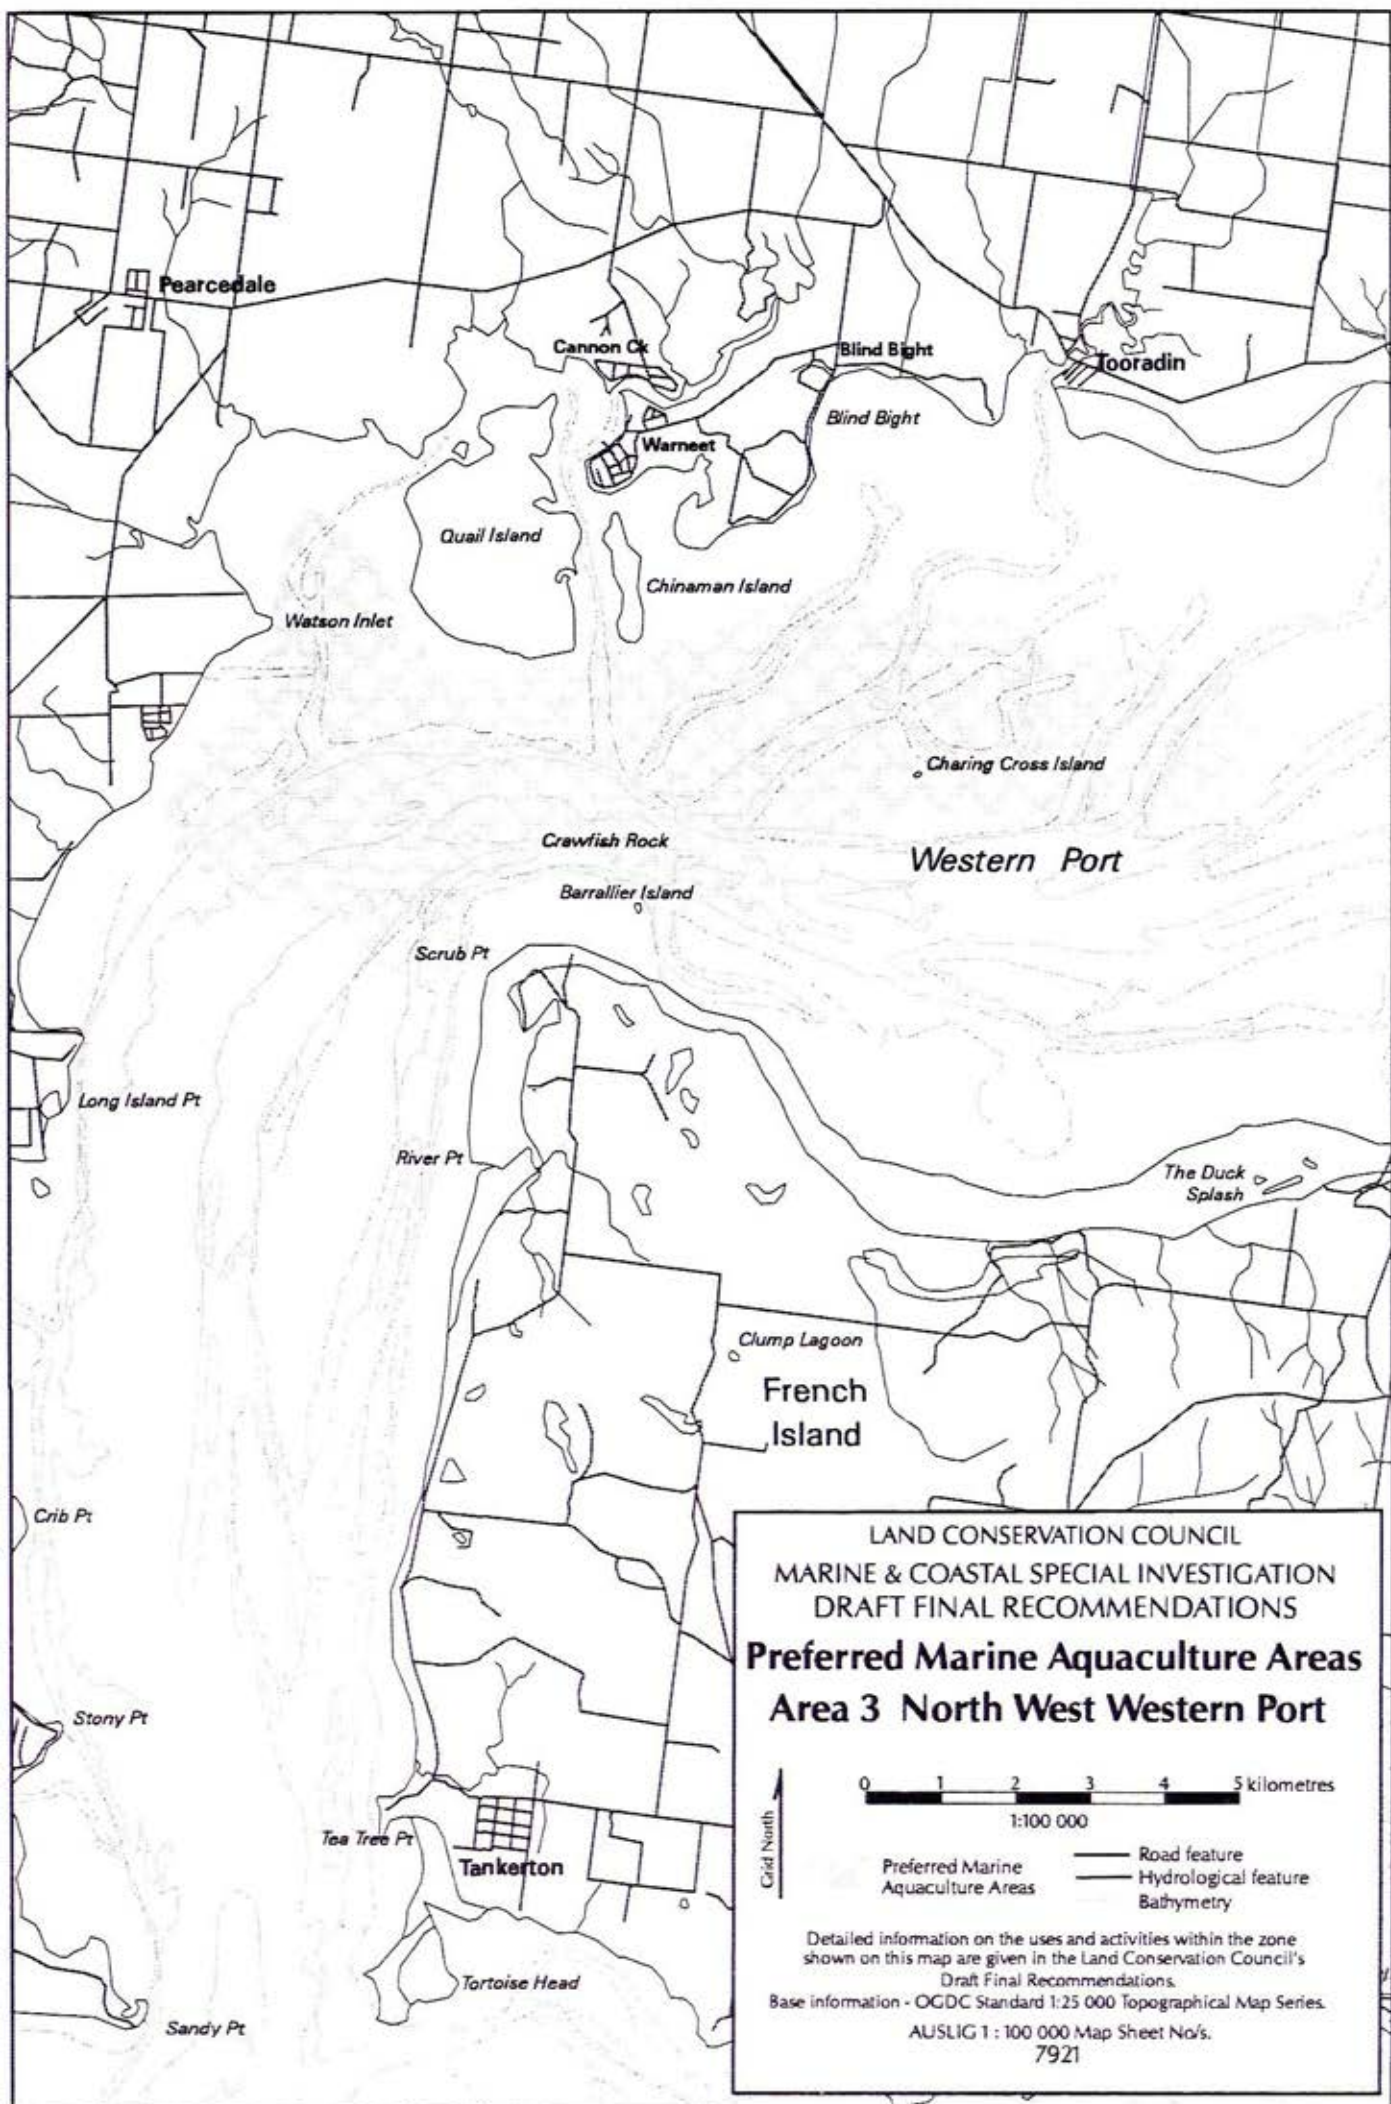 Pearcedale
Cannon Ck
Blind Bight
Tooradin
Blind Bight
Warneet
Quail Island
Chinaman Island
Watson Inlet
Charing Cross Island
Crawfish Rock
Western Port
Barrallier Island
Scrub Pt
Long Island Pt
River Pt
The Duck
Splash
Clump Lagoon
French
Island
Crib Pt
Stony Pt
Tea Tree Pt
Tankerton
Tortoise Head
Sandy Pt
LAND CONSERVATION COUNCIL
MARINE & COASTAL SPECIAL INVESTIGATION
DRAFT FINAL RECOMMENDATIONS
Preferred Marine Aquaculture Areas
Area 3 North West Western Port
0 1 2 3 4 5 kilometres
1:100 000
Grid North
Preferred Marine
Aquaculture Areas
Road feature
Hydrological feature
Bathymetry
Detailed information on the uses and activities within the zone
shown on this map are given in the Land Conservation Council's
Draft Final Recommendations.
Base information - OGDC Standard 1:25 000 Topographical Map Series.
AUSLIG 1 : 100 000 Map Sheet No/s.
7921